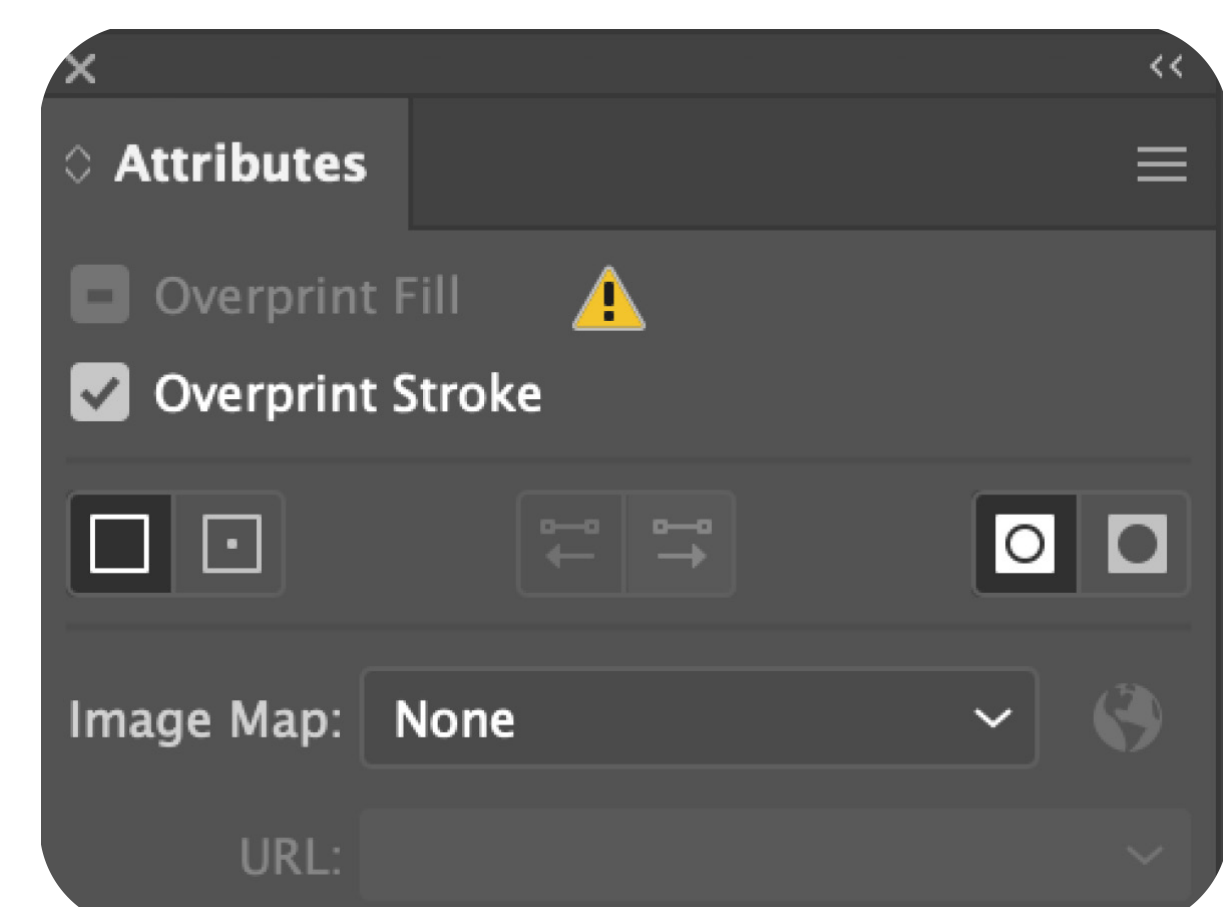 Attributes
Overprint Fill
Overprint Stroke
Image Map: None
URL: